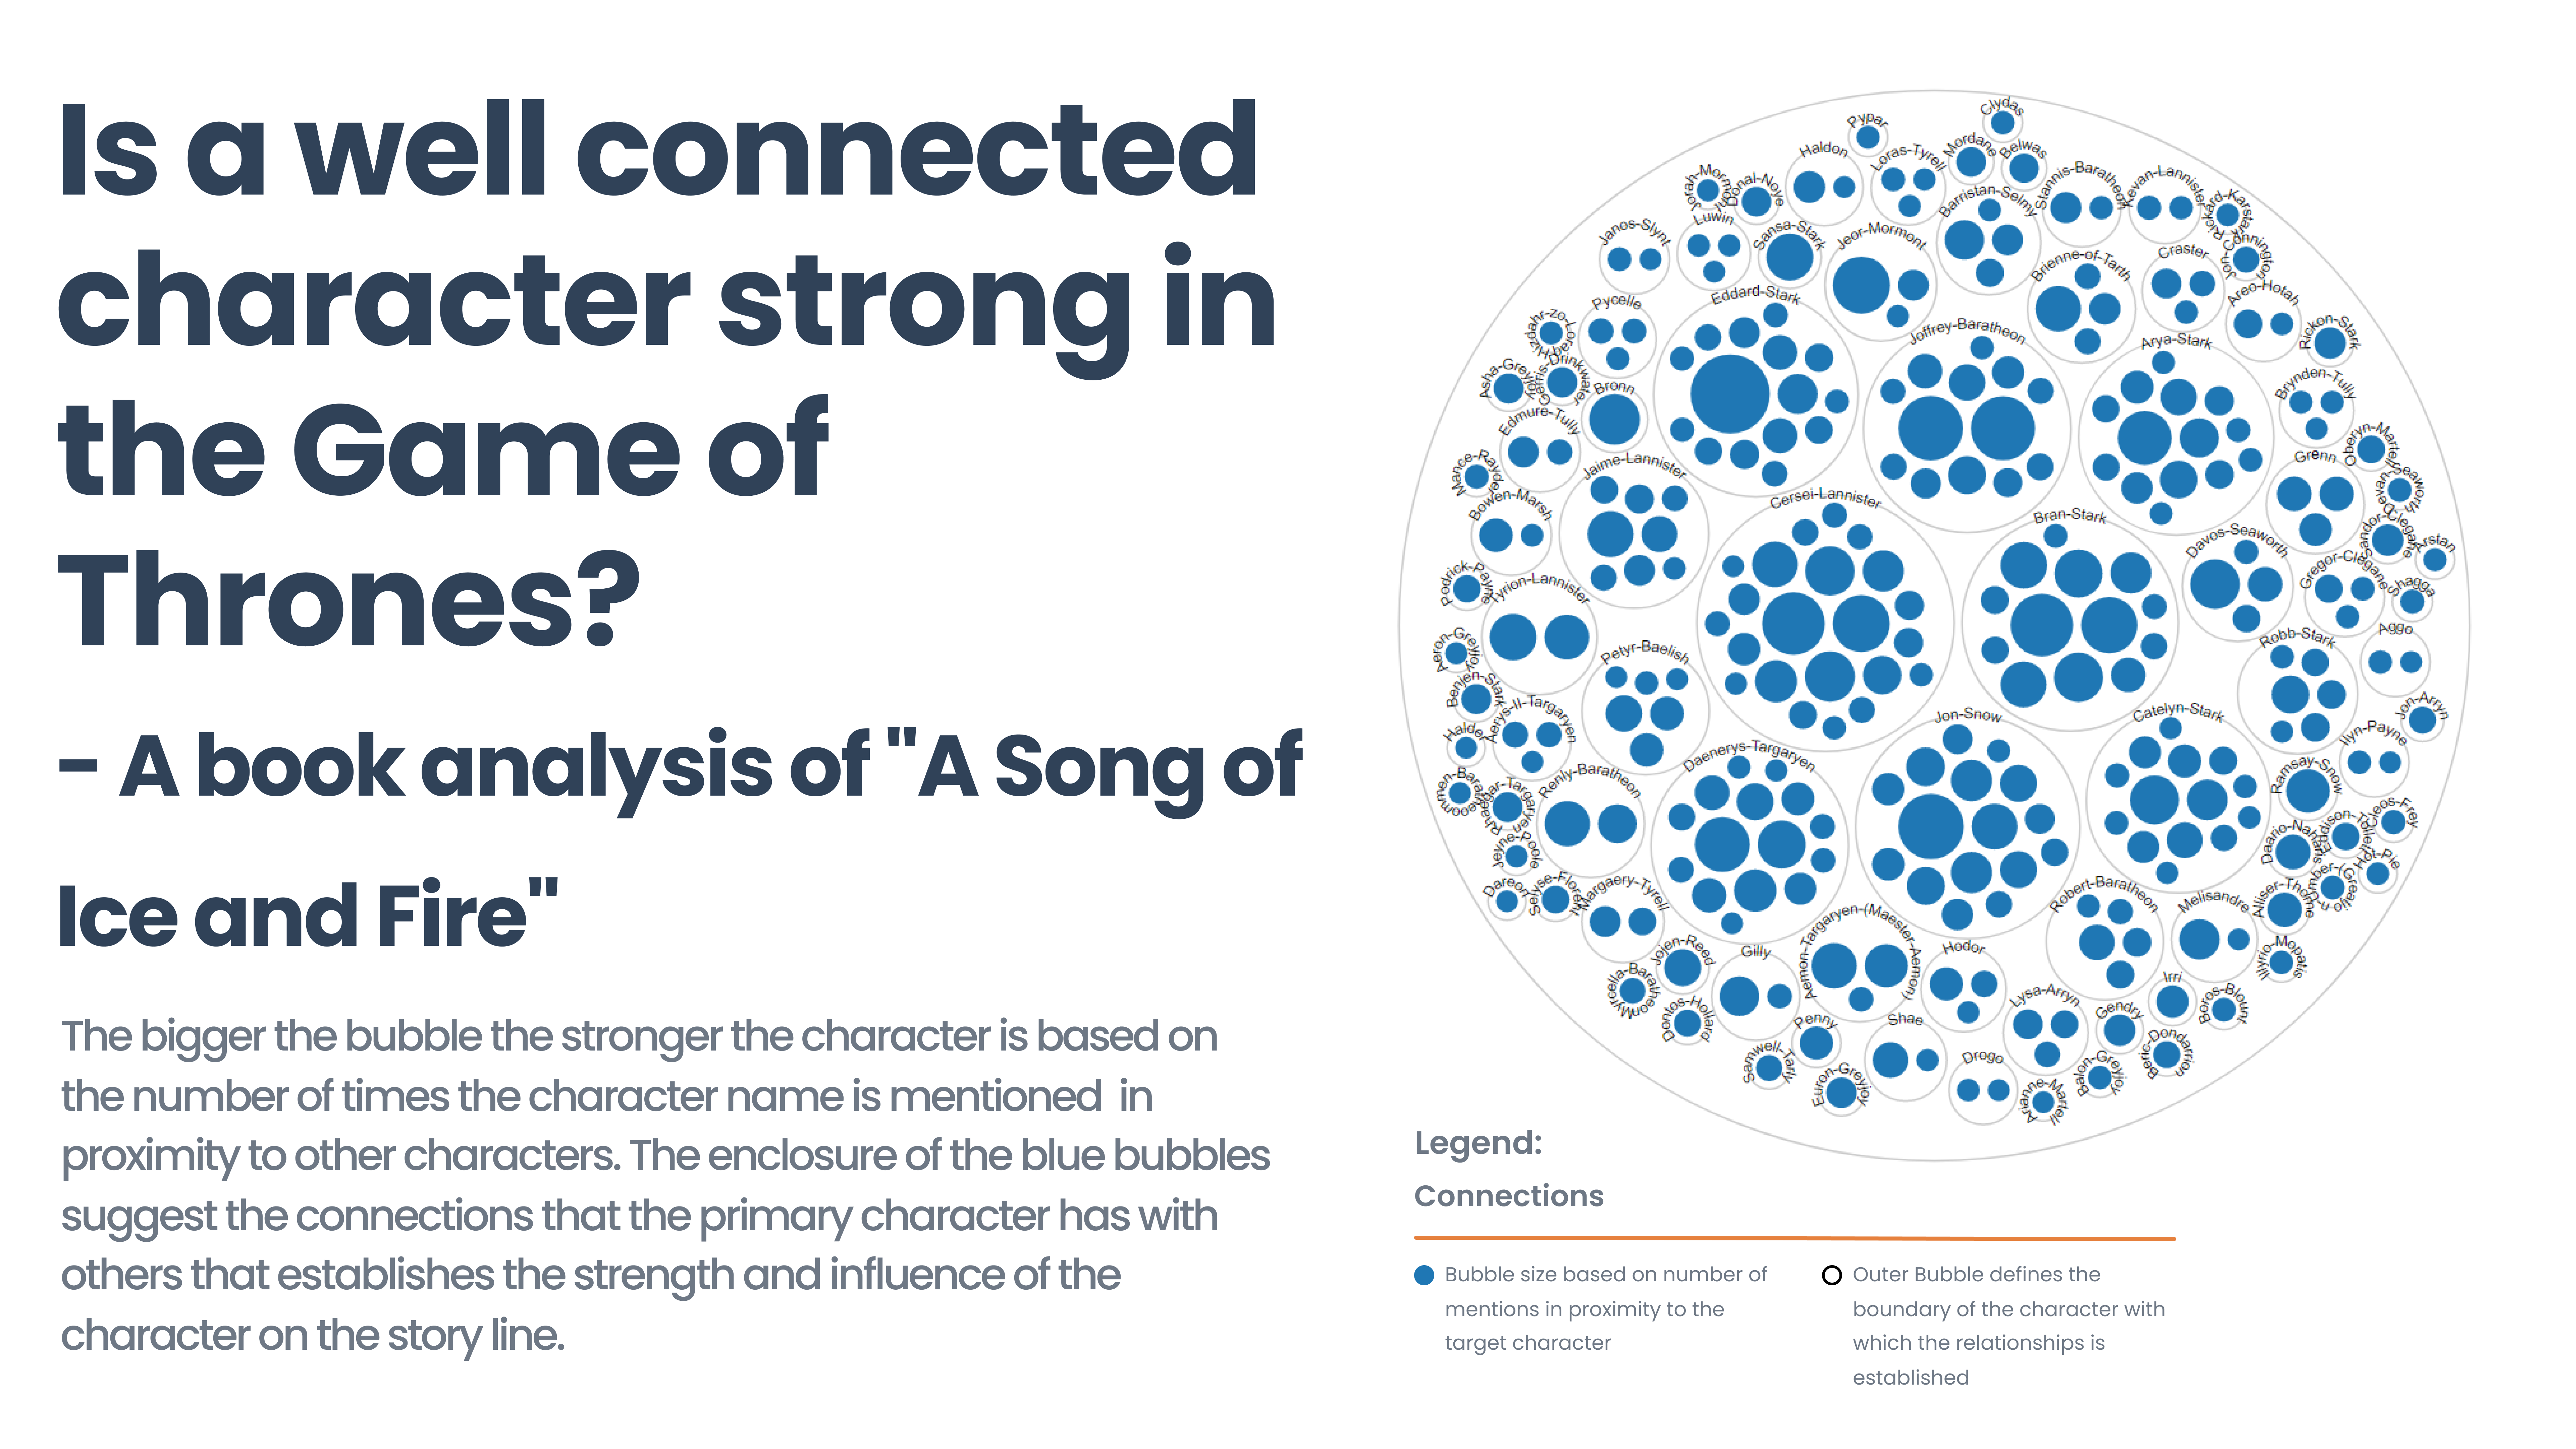 Is a well connected
character strong in
the Game of
Thrones?
- A book analysis of "A Song of
Ice and Fire"
The bigger the bubble the stronger the character is based on
the number of times the character name is mentioned  in
proximity to other characters. The enclosure of the blue bubbles
suggest the connections that the primary character has with
others that establishes the strength and influence of the
character on the story line.
Clydas
Pypar
Mordane
Belwas
Haldon
Loras-Tyrell
Stannis-Baratheon
Kevan-Lannister
Donal-Noye
Barristan-Selmy
Luwin
Janos-Slynt
Sansa-Stark
Jeor-Mormont
Craster
Brienne-of-Tarth
Areo-Hotah
Pycelle
Eddard-Stark
Joffrey-Baratheon
Arya-Stark
Rickon-Stark
Asha-Greyjoy
Bronn
Brynden-Tully
Edmure-Tully
Oberyn-Martell
Grenn
Mance-Rayder
Jaime-Lannister
Bowen-Marsh
Cersei-Lannister
Bran-Stark
Davos-Seaworth
Sandor-Clegane
Arstan
Gregor-Clegane
Shagga
Podrick-Payne
Tyrion-Lannister
Aggo
Robb-Stark
Aeron-Greyjoy
Petyr-Baelish
Benjen-Stark
Aerys-II-Targaryen
Jon-Snow
Catelyn-Stark
Jon-Arryn
Ilyn-Payne
Halder
Daenerys-Targaryen
Renly-Baratheon
Ramsay-Snow
Rhaegar-Targaryen
Cleos-Frey
Eddison-Tollett
Daario-Naharis
Jeyne-Poole
Hot-Pie
Dareon
Selyse-Florent
Margaery-Tyrell
Robert-Baratheon
Melisandre
Alliser-Thorne
Aemon-Targaryen-(Maester-Aemon)
Jojen-Reed
Gilly
Hodor
Illyrio-Mopatis
Myrcella-Baratheon
Irri
Lysa-Arryn
Gendry
Boros-Blount
Dontos-Hollard
Penny
Shae
Beric-Dondarrion
Samwell-Tarly
Drogo
Balon-Greyjoy
Euron-Greyjoy
Arianne-Martell
Legend:
Connections
Bubble size based on number of
mentions in proximity to the
target character
Outer Bubble defines the
boundary of the character with
which the relationships is
established